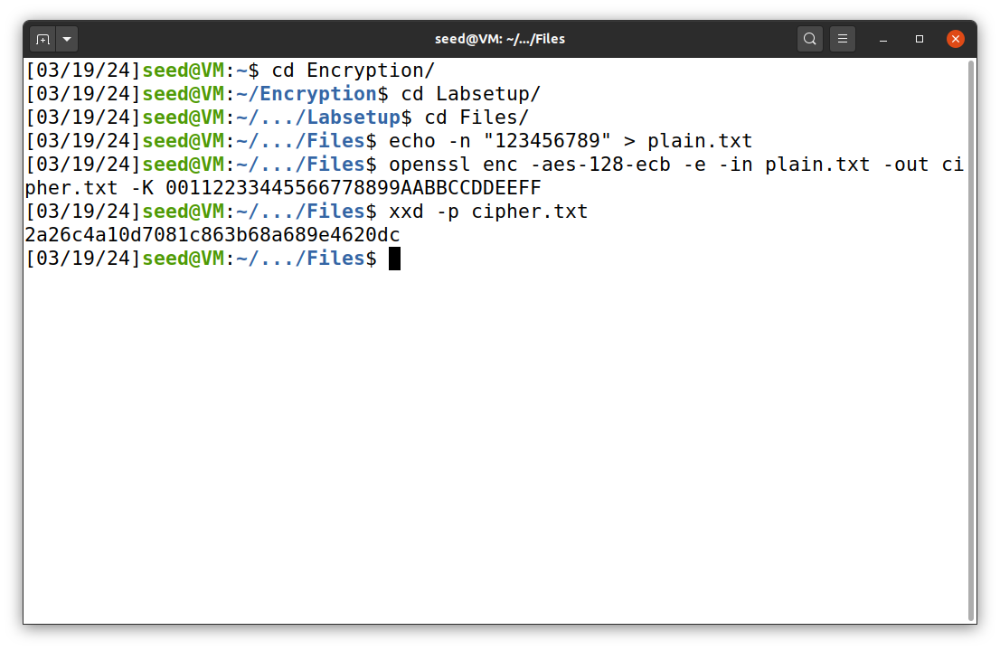 seed@VM: ~/.../Files
[03/19/24]seed@VM:~$ cd Encryption/
[03/19/24]seed@VM:~/Encryption$ cd Labsetup/
[03/19/24]seed@VM:~/.../Labsetup$ cd Files/
[03/19/24]seed@VM:~/.../Files$ echo -n "123456789" > plain.txt
[03/19/24]seed@VM:~/.../Files$ openssl enc -aes-128-ecb -e -in plain.txt -out ci
pher.txt -K 00112233445566778899AABBCCDDEEFF
[03/19/24]seed@VM:~/.../Files$ xxd -p cipher.txt
2a26c4a10d7081c863b68a689e4620dc
[03/19/24]seed@VM:~/.../Files$